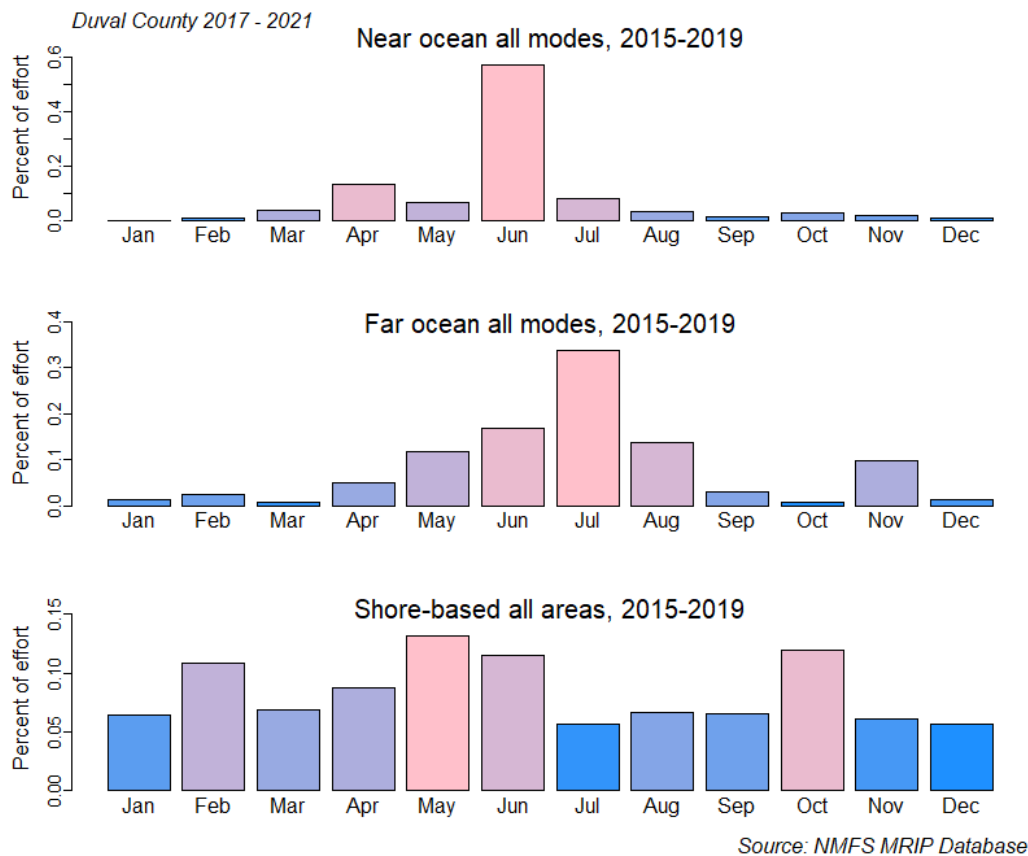 Duval County 2017 - 2021
Near ocean all modes, 2015-2019
Percent of effort
0.0 0.2 0.4 0.6
Jan Feb Mar Apr May Jun Jul Aug Sep Oct Nov Dec
Far ocean all modes, 2015-2019
Percent of effort
0.0 0.1 0.2 0.3 0.4
Jan Feb Mar Apr May Jun Jul Aug Sep Oct Nov Dec
Shore-based all areas, 2015-2019
Percent of effort
0.00 0.05 0.10 0.15
Jan Feb Mar Apr May Jun Jul Aug Sep Oct Nov Dec
Source: NMFS MRIP Database